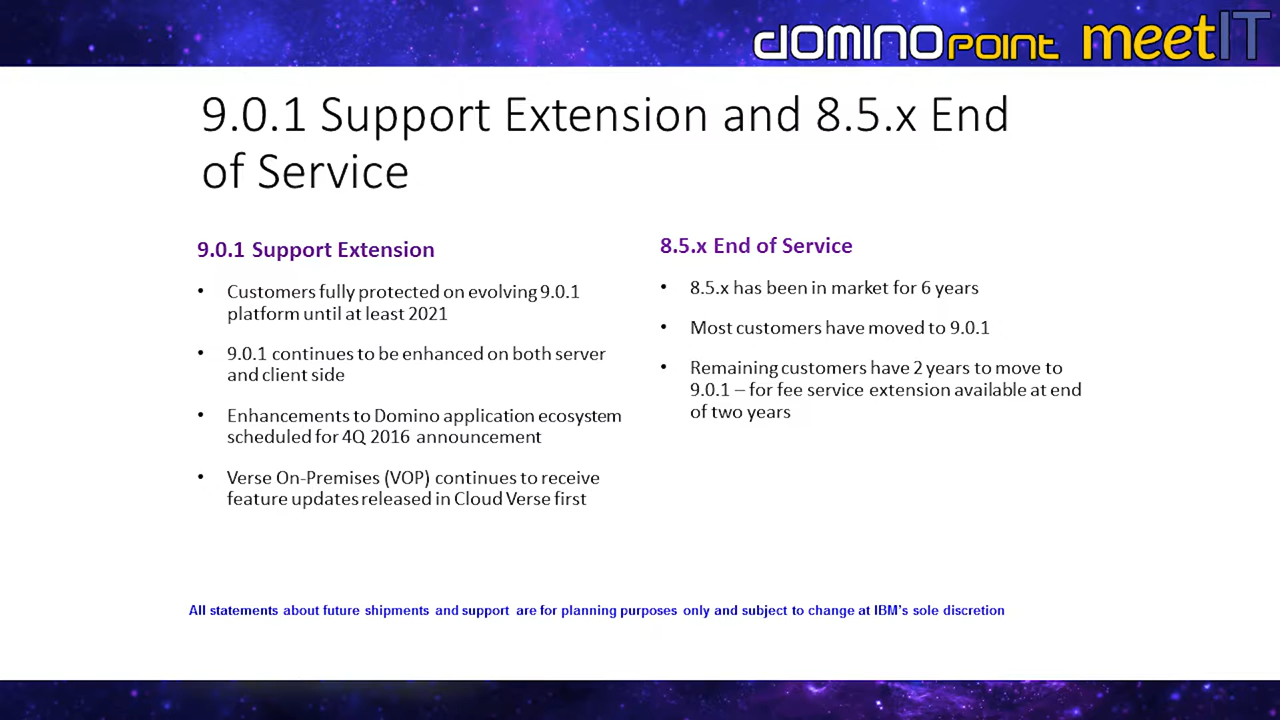 dominopoint meetIT
9.0.1 Support Extension and 8.5.x End
of Service
9.0.1 Support Extension
• Customers fully protected on evolving 9.0.1
platform until at least 2021
• 9.0.1 continues to be enhanced on both server
and client side
• Enhancements to Domino application ecosystem
scheduled for 4Q 2016 announcement
• Verse On-Premises (VOP) continues to receive
feature updates released in Cloud Verse first
8.5.x End of Service
• 8.5.x has been in market for 6 years
• Most customers have moved to 9.0.1
• Remaining customers have 2 years to move to
9.0.1 – for fee service extension available at end
of two years
All statements about future shipments and support are for planning purposes only and subject to change at IBM's sole discretion